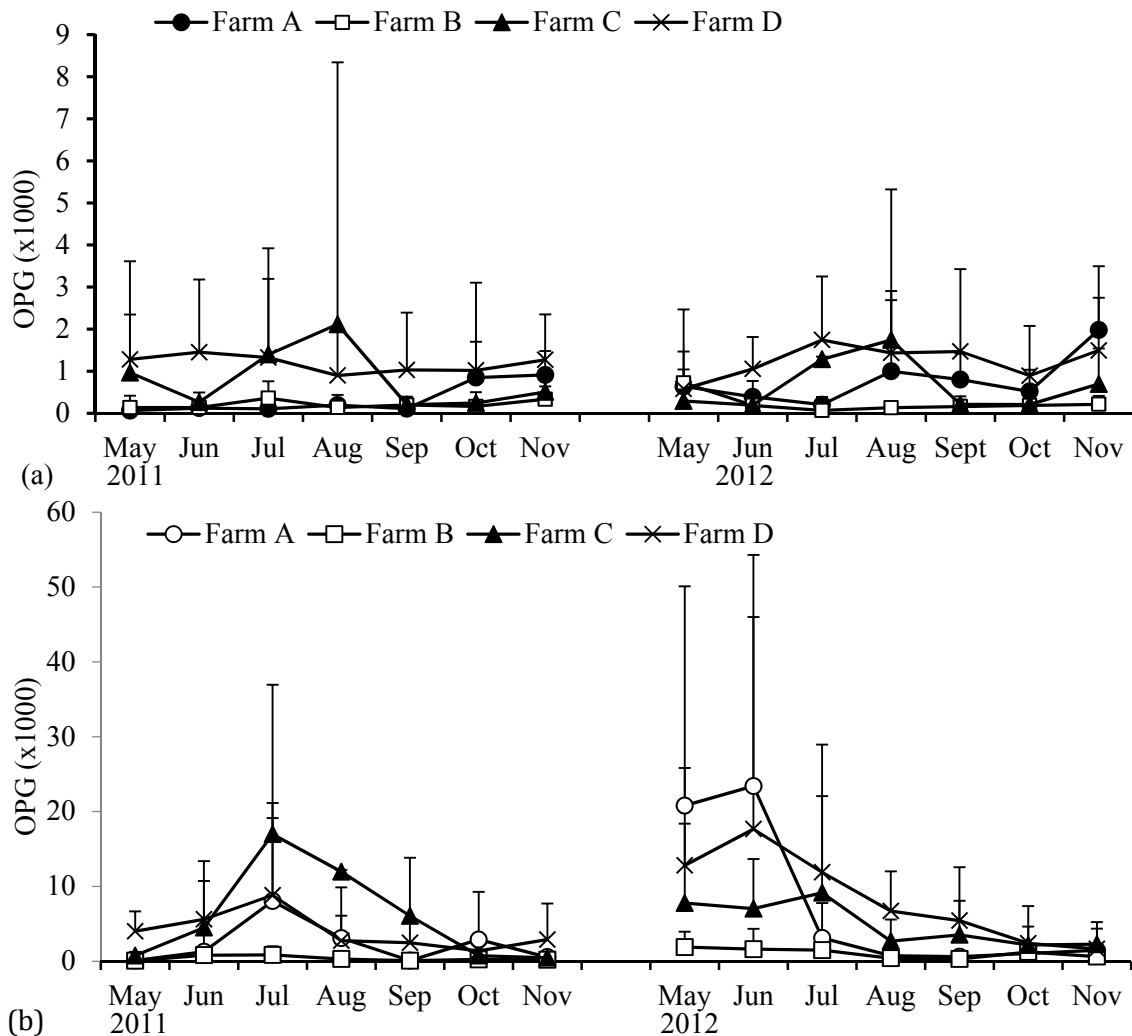 Farm A Farm B Farm C Farm D
9
8
7
6
5
4
3
2
1
0
OPG (x1000)
May Jun Jul Aug Sep Oct Nov May Jun Jul Aug Sept Oct Nov
2011 2012
(a)
Farm A Farm B Farm C Farm D
60
50
40
30
20
10
0
OPG (x1000)
May Jun Jul Aug Sep Oct Nov May Jun Jul Aug Sep Oct Nov
2011 2012
(b)